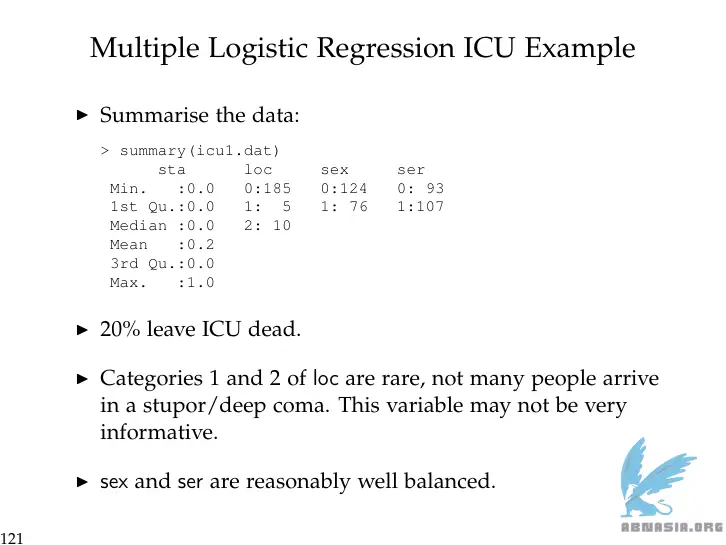 Multiple Logistic Regression ICU Example
► Summarise the data:
> summary(icu1.dat)
sta loc sex ser
Min. :0.0 0:185 0:124 0: 93
1st Qu.:0.0 1: 5 1: 76 1:107
Median :0.0 2: 10
Mean :0.2
3rd Qu.:0.0
Max. :1.0
► 20% leave ICU dead.
► Categories 1 and 2 of loc are rare, not many people arrive
in a stupor/deep coma. This variable may not be very
informative.
► sex and ser are reasonably well balanced.
ABNASIA.ORG
121